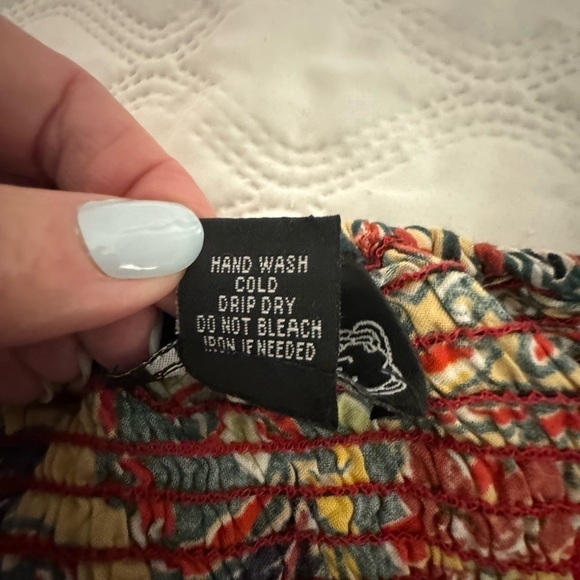 HAND WASH
COLD
DRIP DRY
DO NOT BLEACH
IRON IF NEEDED